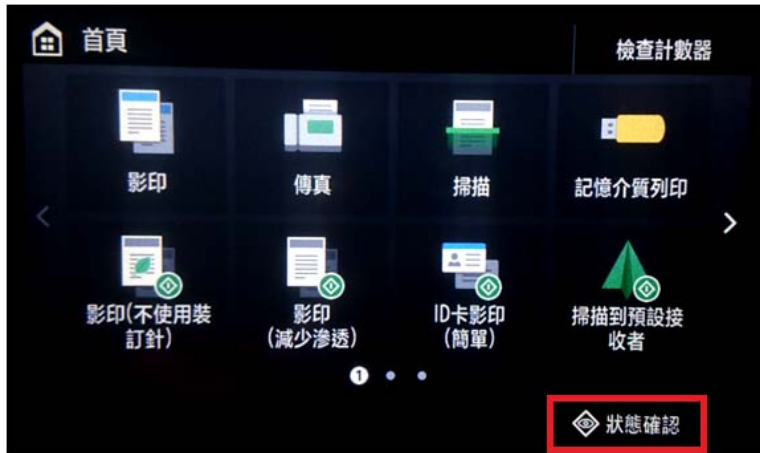 首頁
檢查計數器
影印
傳真
掃描
記憶介質列印
影印(不使用裝
訂針)
影印
(減少滲透)
ID卡影印
(簡單)
掃描到預設接
收者
1
狀態確認